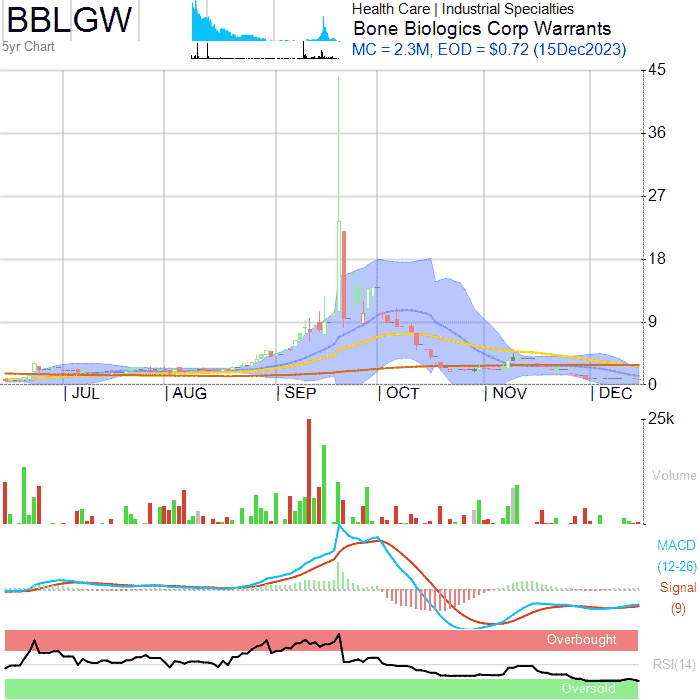 BBLGW
5yr Chart
Health Care | Industrial Specialties
Bone Biologics Corp Warrants
MC = 2.3M, EOD = $0.72 (15Dec2023)
45
36
27
18
9
0
JUL AUG SEP OCT NOV DEC
25k
Volume
MACD
(12-26)
Signal
(9)
Overbought
RSI(14)
Oversold